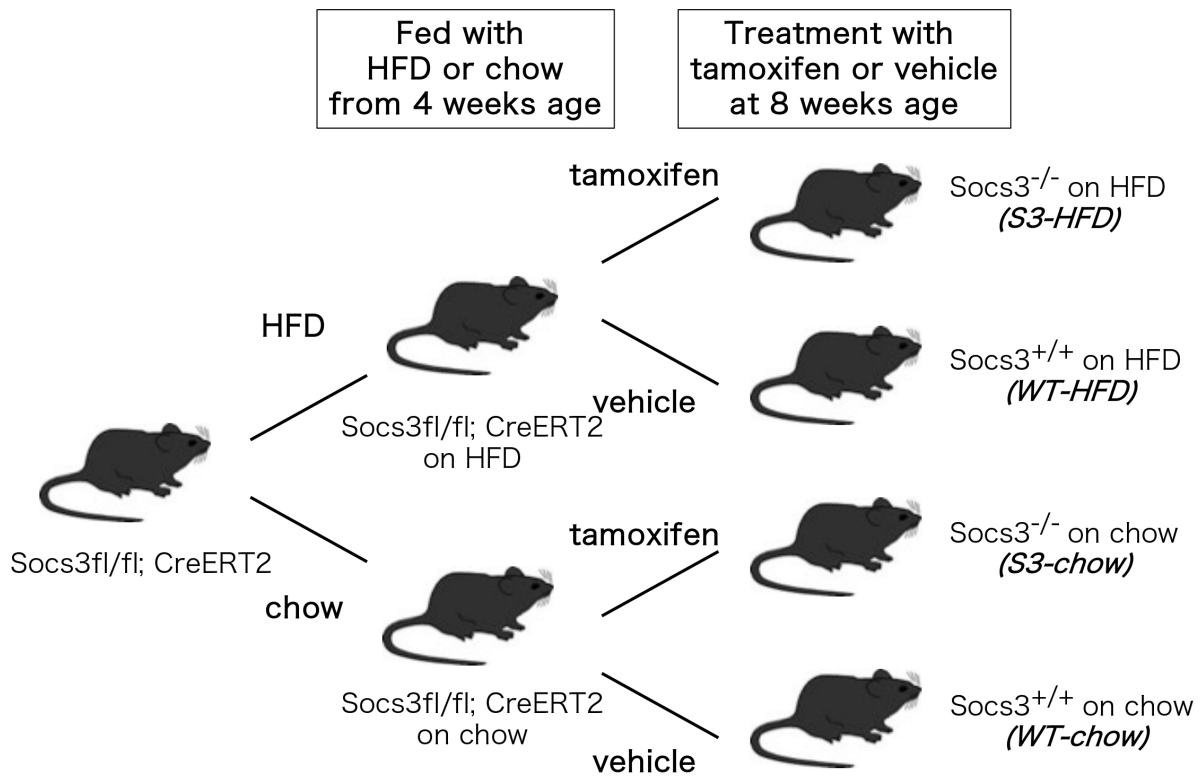 Fed with
HFD or chow
from 4 weeks age
Treatment with
tamoxifen or vehicle
at 8 weeks age
tamoxifen
Socs3-/- on HFD
(S3-HFD)
HFD
vehicle
Socs3+/+ on HFD
(WT-HFD)
Socs3fl/fl; CreERT2
on HFD
Socs3fl/fl; CreERT2
tamoxifen
Socs3-/- on chow
(S3-chow)
chow
Socs3fl/fl; CreERT2
on chow
vehicle
Socs3+/+ on chow
(WT-chow)